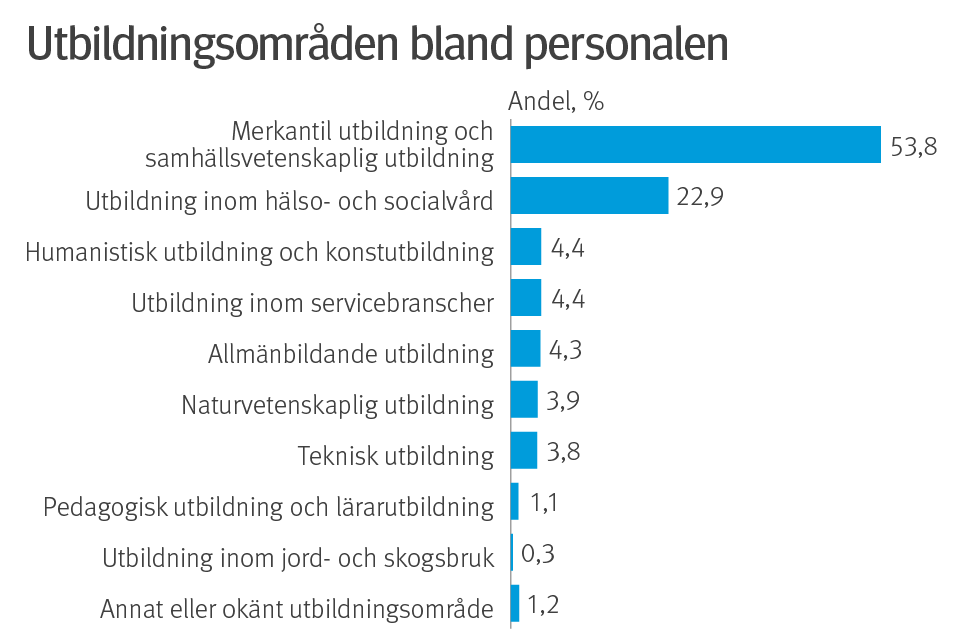 Utbildningsområden bland personalen
Andel, %
Merkantil utbildning och
samhällsvetenskaplig utbildning
53,8
Utbildning inom hälso- och socialvård
22,9
Humanistisk utbildning och konstutbildning
4,4
Utbildning inom servicebranscher
4,4
Allmänbildande utbildning
4,3
Naturvetenskaplig utbildning
3,9
Teknisk utbildning
3,8
Pedagogisk utbildning och lärarutbildning
1,1
Utbildning inom jord- och skogsbruk
0,3
Annat eller okänt utbildningsområde
1,2